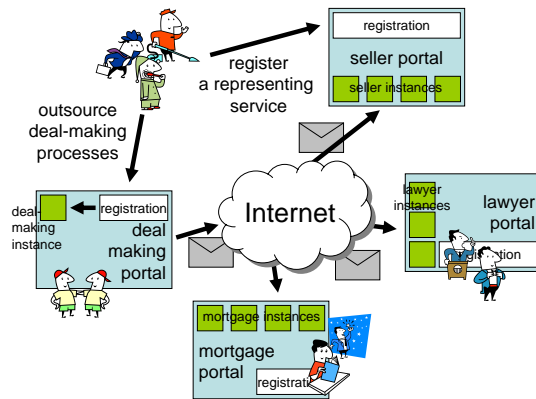 registration
seller portal
seller instances
register
a representing
service
outsource
deal-making
processes
registration
deal-
making
instance
deal
making
portal
Internet
lawyer
instances
lawyer
portal
registration
mortgage instances
mortgage
portal
registrati